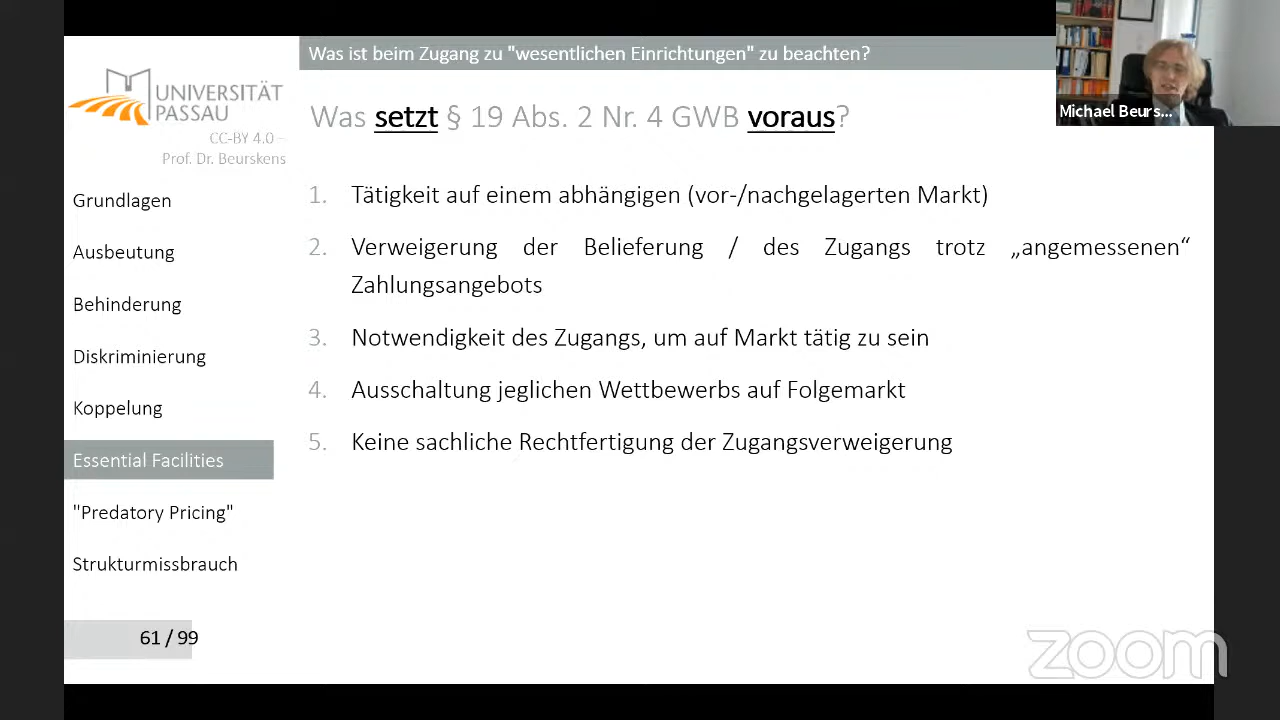 Was ist beim Zugang zu "wesentlichen Einrichtungen" zu beachten?
UNIVERSITÄT
PASSAU
CC-BY 4.0 –
Prof. Dr. Beurskens
Grundlagen
Ausbeutung
Behinderung
Diskriminierung
Koppelung
Essential Facilities
"Predatory Pricing"
Strukturmissbrauch
61 / 99
Was setzt § 19 Abs. 2 Nr. 4 GWB voraus?
1. Tätigkeit auf einem abhängigen (vor-/nachgelagerten Markt)
2. Verweigerung der Belieferung / des Zugangs trotz „angemessenen“
Zahlungsangebots
3. Notwendigkeit des Zugangs, um auf Markt tätig zu sein
4. Ausschaltung jeglichen Wettbewerbs auf Folgemarkt
5. Keine sachliche Rechtfertigung der Zugangsverweigerung
Michael Beurs...
zoom